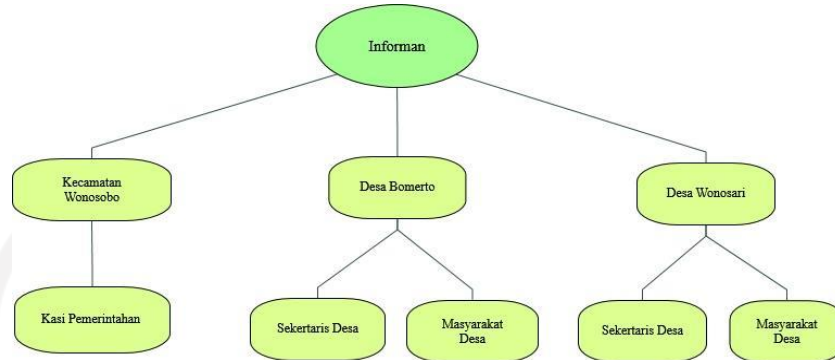 Informan
Kecamatan
Wonosobo
Desa Bomerto
Desa Wonosari
Kasi Pemerintahan
Sekertaris Desa
Masyarakat
Desa
Sekertaris Desa
Masyarakat
Desa